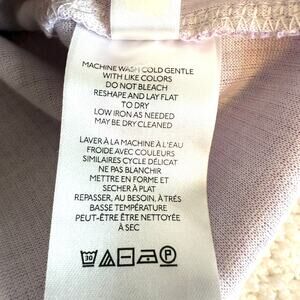 MACHINE WASH COLD GENTLE
WITH LIKE COLORS
DO NOT BLEACH
RESHAPE AND LAY FLAT
TO DRY
LOW IRON AS NEEDED
MAY BE DRY CLEANED
LAVER À LA MACHINE À L'EAU
FROIDE AVEC COULEURS
SIMILAIRES CYCLE DÉLICAT
NE PAS BLANCHIR
METTRE EN FORME ET
SÉCHER À PLAT
REPASSER, AU BESOIN, À TRÈS
BASSE TEMPÉRATURE
PEUT-ÊTRE ÊTRE NETTOYÉE
À SEC
30 P